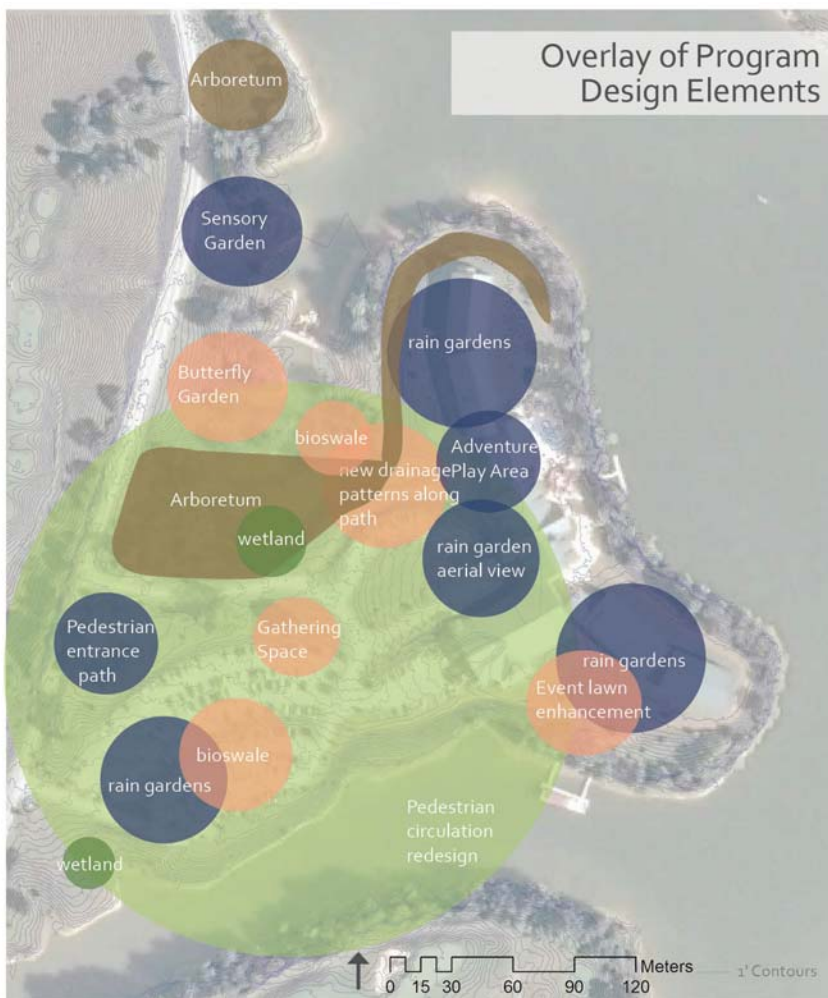 Overlay of Program
Design Elements
Arboretum
Sensory
Garden
rain gardens
Butterfly
Garden
bioswale
Adventure
Play Area
new drainage
patterns along
path
Arboretum
wetland
rain garden
aerial view
Pedestrian
entrance
path
Gathering
Space
rain gardens
Event lawn
enhancement
bioswale
rain gardens
Pedestrian
circulation
redesign
wetland
Meters
1' Contours
0 15 30 60 90 120